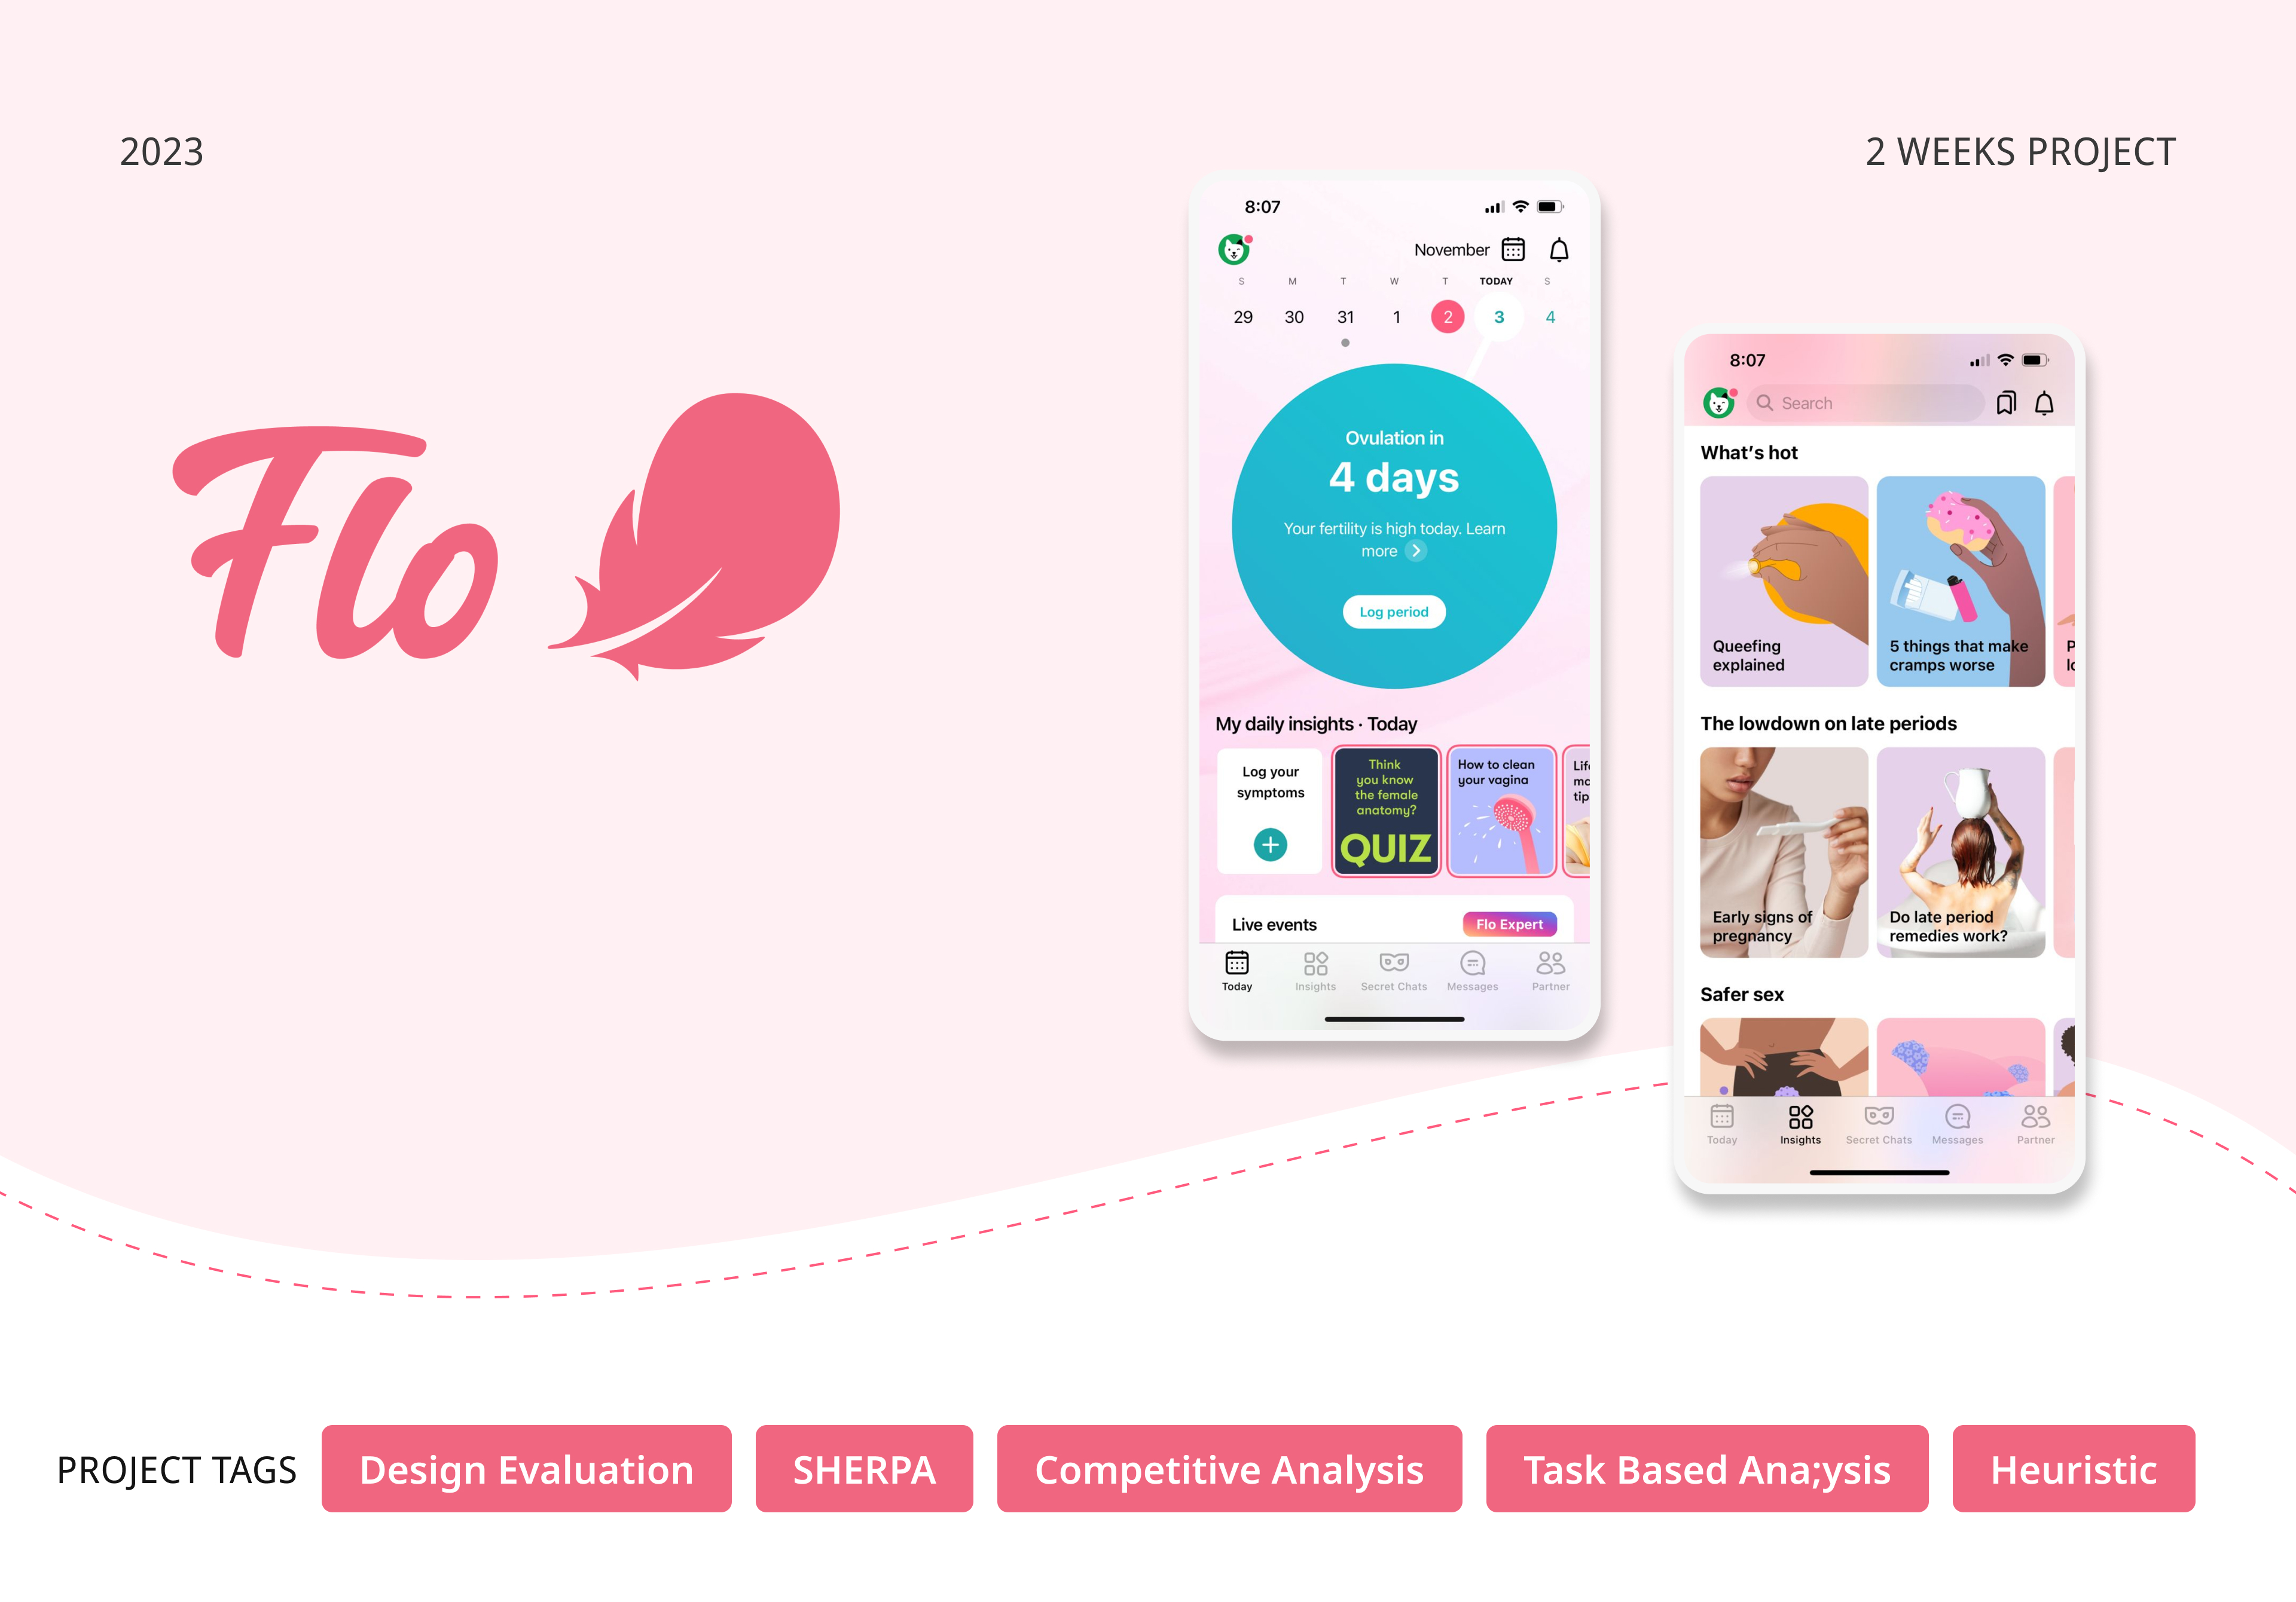 2023
2 WEEKS PROJECT
Flo
8:07
November
S M T W T TODAY S
29 30 31 1 2 3 4
Ovulation in
4 days
Your fertility is high today. Learn
more
Log period
My daily insights · Today
Log your
symptoms
Think
you know
the female
anatomy?
QUIZ
How to clean
your vagina
Live events
Flo Expert
Today Insights Secret Chats Messages Partner
8:07
Search
What's hot
Queefing
explained
5 things that make
cramps worse
The lowdown on late periods
Early signs of
pregnancy
Do late period
remedies work?
Safer sex
Today Insights Secret Chats Messages Partner
PROJECT TAGS
Design Evaluation
SHERPA
Competitive Analysis
Task Based Ana;ysis
Heuristic